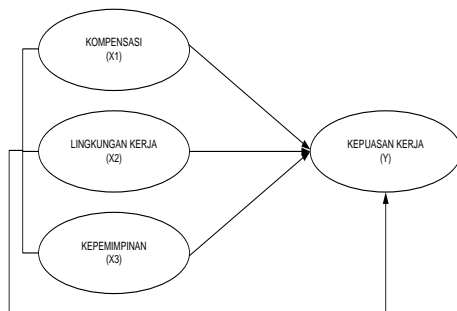 KOMPENSASI
(X1)
LINGKUNGAN KERJA
(X2)
KEPUASAN KERJA
(Y)
KEPEMIMPINAN
(X3)